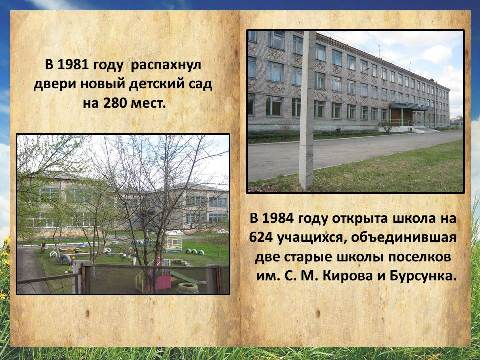 В 1981 году распахнул
двери новый детский сад
на 280 мест.
В 1984 году открыта школа на
624 учащихся, объединившая
две старые школы поселков
им. С. М. Кирова и Бурсунка.